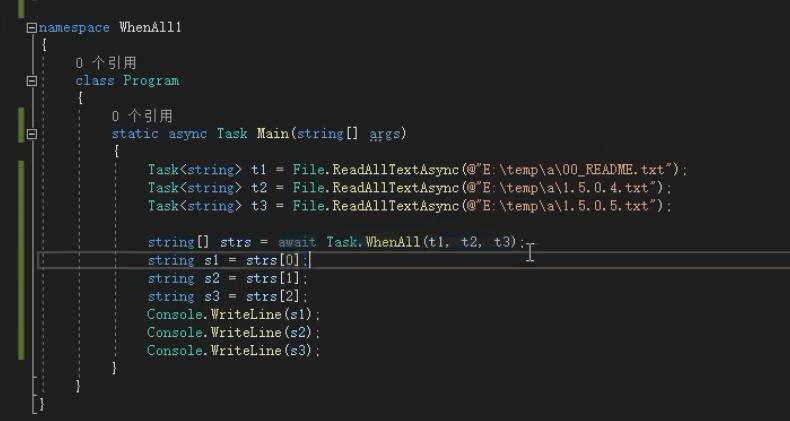 namespace WhenAll1
{
0 个引用
class Program
{
0 个引用
static async Task Main(string[] args)
{
Task<string> t1 = File.ReadAllTextAsync(@"E:\temp\a\00_README.txt");
Task<string> t2 = File.ReadAllTextAsync(@"E:\temp\a\1.5.0.4.txt");
Task<string> t3 = File.ReadAllTextAsync(@"E:\temp\a\1.5.0.5.txt");
string[] strs = await Task.WhenAll(t1, t2, t3);
string s1 = strs[0];
string s2 = strs[1];
string s3 = strs[2];
Console.WriteLine(s1);
Console.WriteLine(s2);
Console.WriteLine(s3);
}
}
}